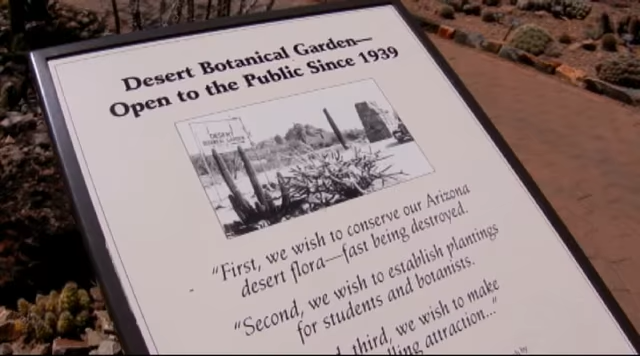 Desert Botanical Garden—
Open to the Public Since 1939
DESERT
BOTANICAL GARDEN
"First, we wish to conserve our Arizona
desert flora—fast being destroyed.
"Second, we wish to establish plantings
for students and botanists.
third, we wish to make
attraction..."
by